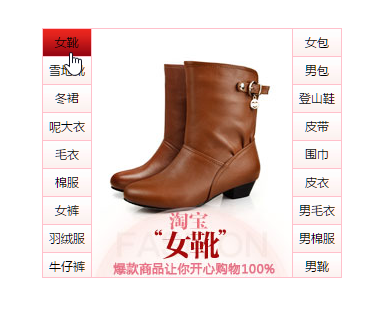 女靴
雪地靴
冬裙
呢大衣
毛衣
棉服
女裤
羽绒服
牛仔裤
淘宝
“女靴”
FASHION
爆款商品让你开心购物100%
女包
男包
登山鞋
皮带
围巾
皮衣
男毛衣
男棉服
男靴